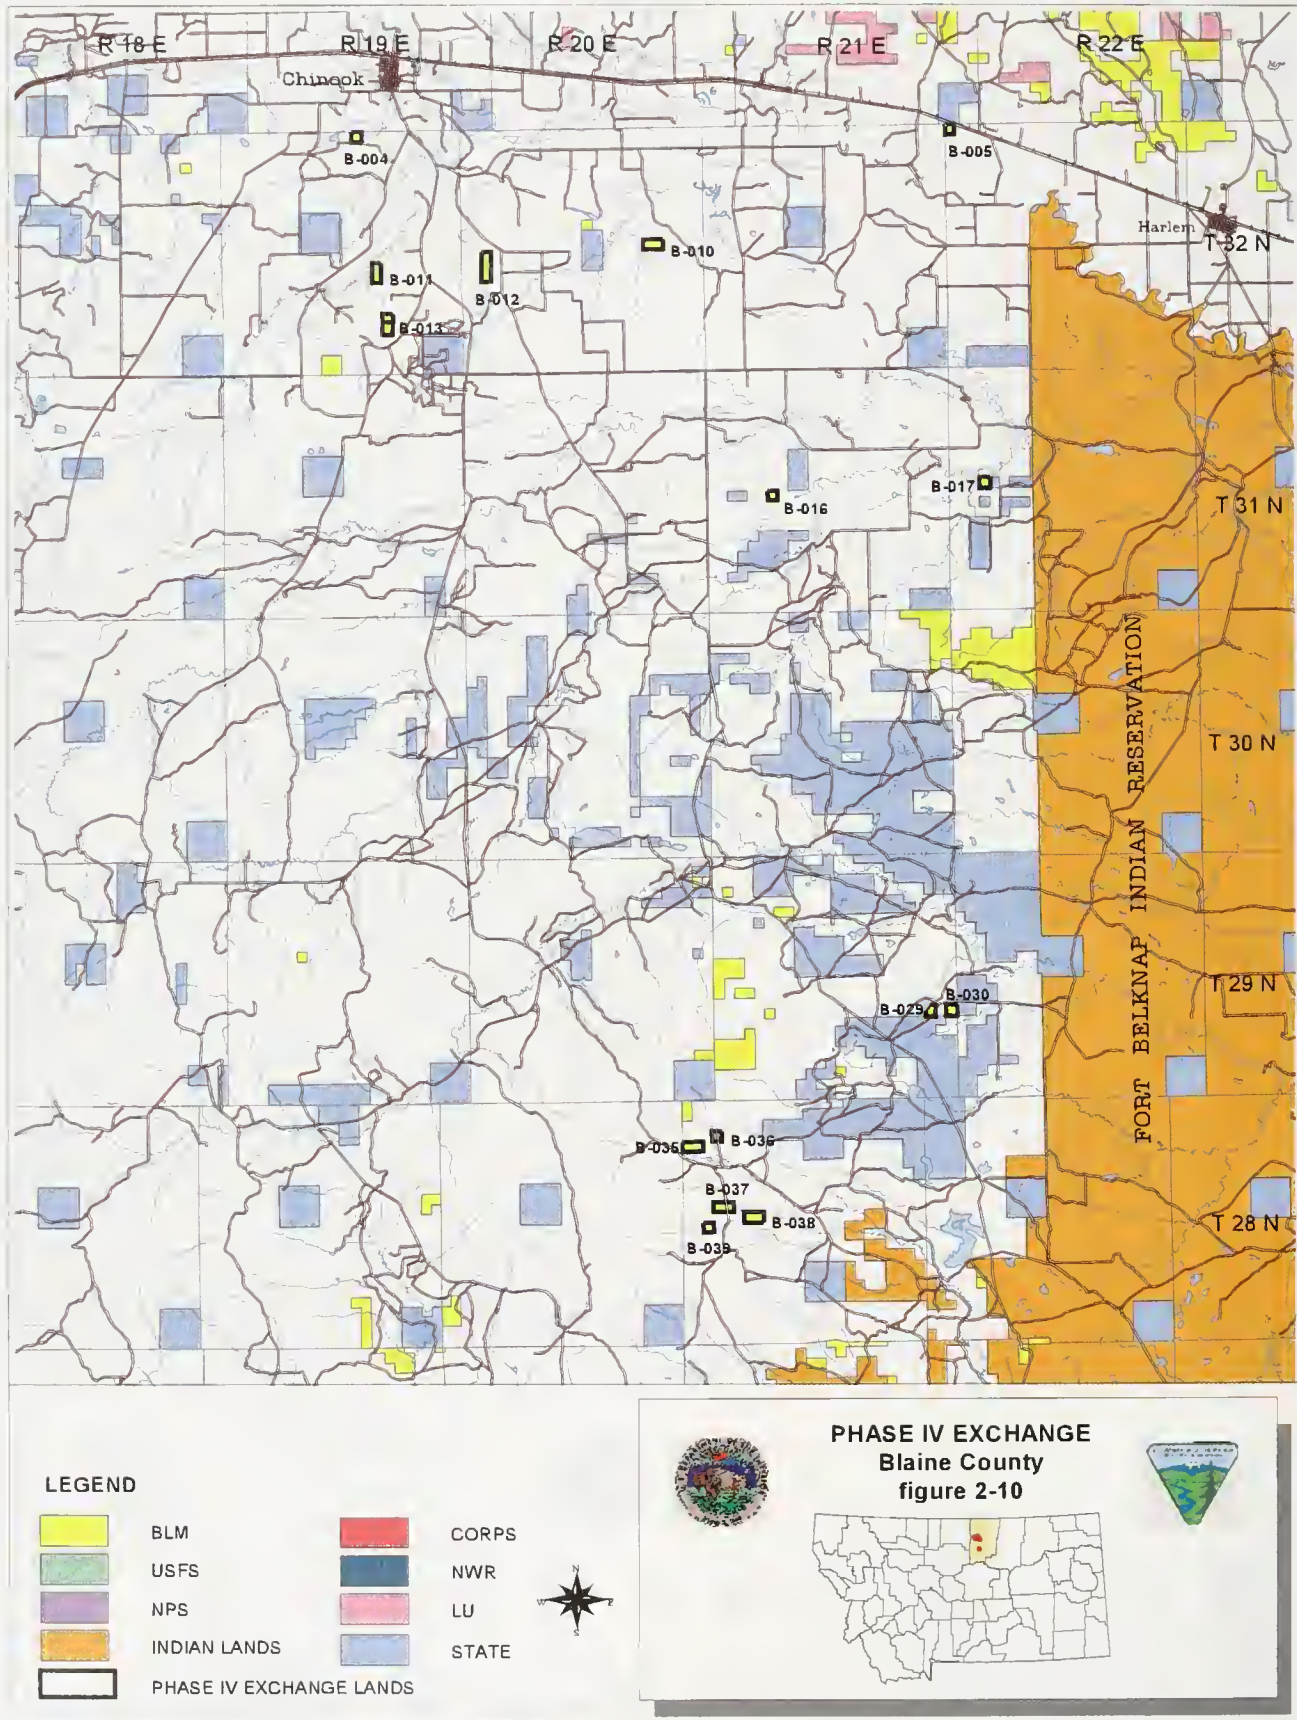 R 18 E
R 19 E
R 20 E
R 21 E
R 22 E
Chinook
B-004
B-005
Harlem
T 32 N
B-010
B-011
B-012
B-013
B-016
B-017
T 31 N
T 30 N
FORT BELKNAP INDIAN RESERVATION
T 29 N
B-029
B-030
B-035
B-036
B-037
B-038
B-039
T 28 N
LEGEND
BLM
USFS
NPS
INDIAN LANDS
PHASE IV EXCHANGE LANDS
CORPS
NWR
LU
STATE
N
W
E
S
PHASE IV EXCHANGE
Blaine County
figure 2-10